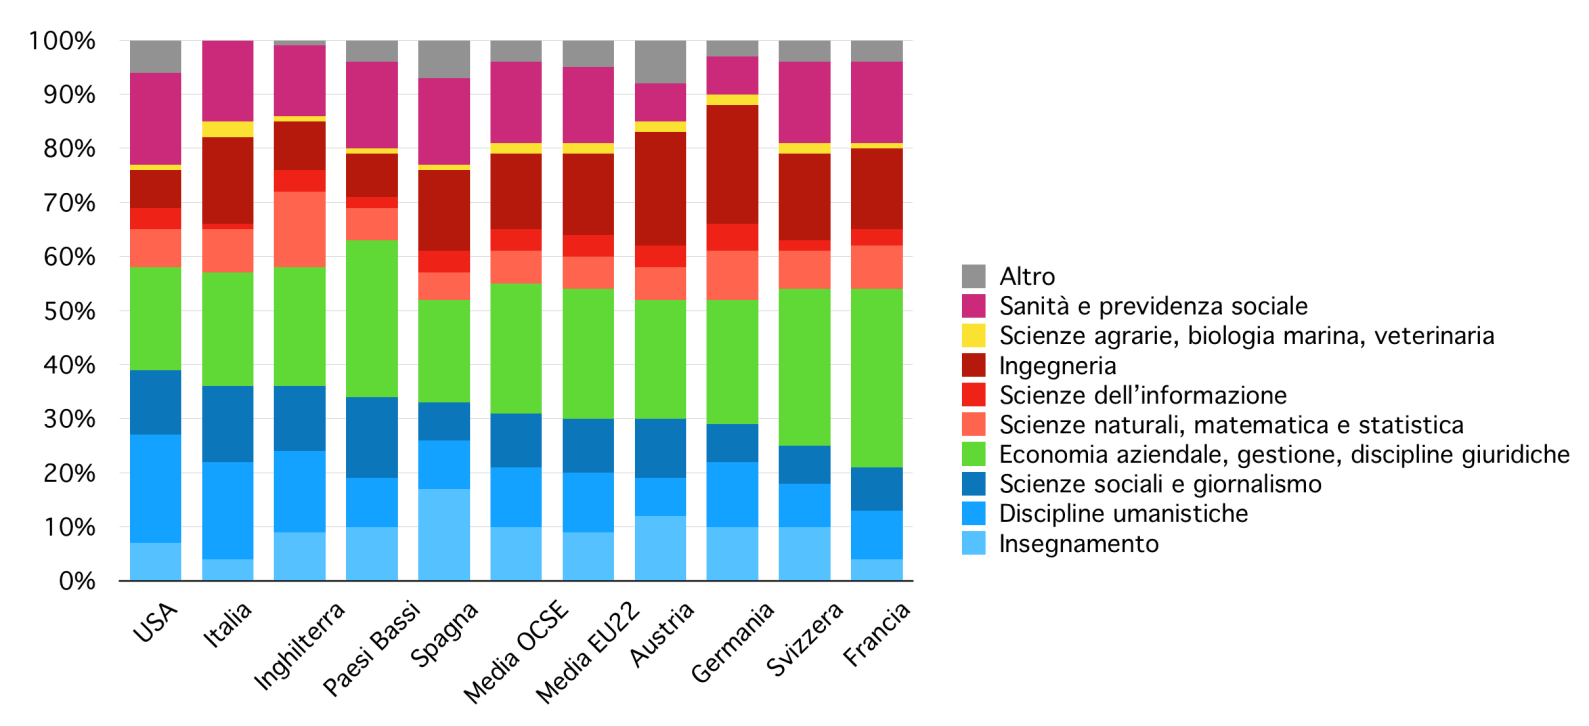 100%
90%
80%
70%
60%
50%
40%
30%
20%
10%
0%
USA
Italia
Inghilterra
Paesi Bassi
Spagna
Media OCSE
Media EU22
Austria
Germania
Svizzera
Francia
Altro
Sanità e previdenza sociale
Scienze agrarie, biologia marina, veterinaria
Ingegneria
Scienze dell’informazione
Scienze naturali, matematica e statistica
Economia aziendale, gestione, discipline giuridiche
Scienze sociali e giornalismo
Discipline umanistiche
Insegnamento